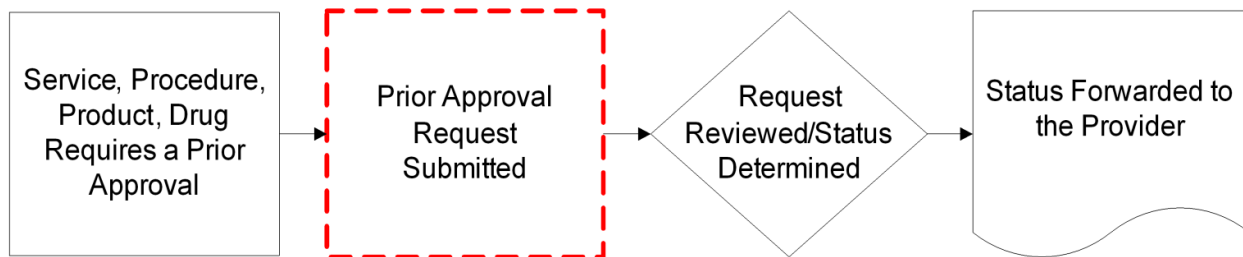 Service, Procedure,
Product, Drug
Requires a Prior
Approval
Prior Approval
Request
Submitted
Request
Reviewed/Status
Determined
Status Forwarded to
the Provider